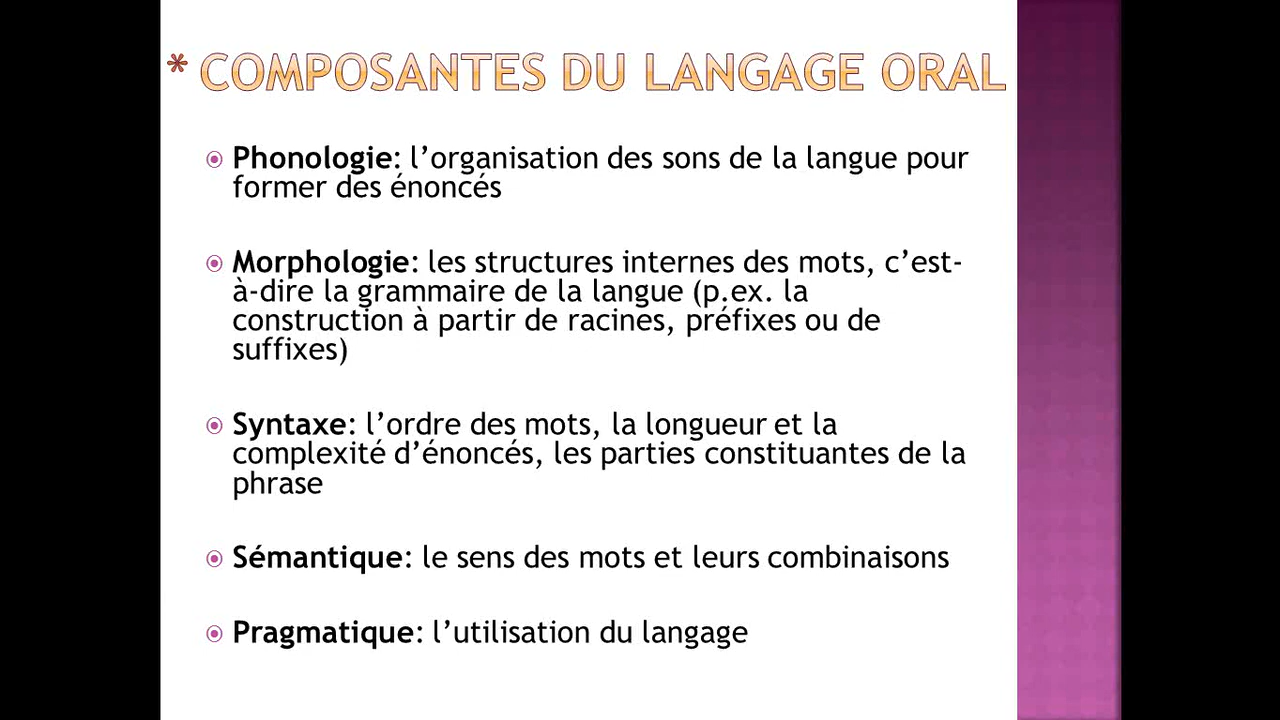 * COMPOSANTES DU LANGAGE ORAL
Phonologie: l’organisation des sons de la langue pour
former des énoncés
Morphologie: les structures internes des mots, c’est-
à-dire la grammaire de la langue (p.ex. la
construction à partir de racines, préfixes ou de
suffixes)
Syntaxe: l’ordre des mots, la longueur et la
complexité d’énoncés, les parties constituantes de la
phrase
Sémantique: le sens des mots et leurs combinaisons
Pragmatique: l’utilisation du langage